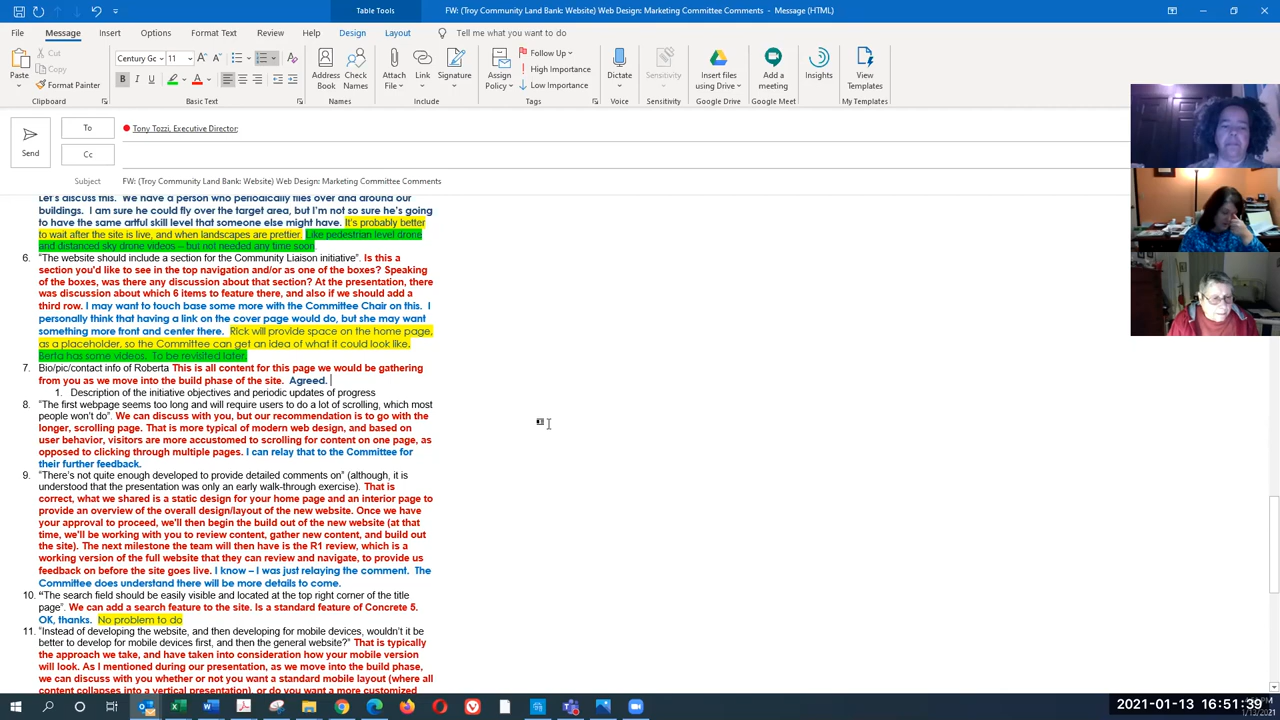 Table Tools
FW: (Troy Community Land Bank: Website) Web Design: Marketing Committee Comments - Message (HTML)
File Message Insert Options Format Text Review Help Design Layout Tell me what you want to do
Paste
Cut
Copy
Format Painter
Clipboard
Century Go 11
B I U
Basic Text
Address Book
Check Names
Names
Attach File
Link
Signature
Include
Assign Policy
Follow Up
High Importance
Low Importance
Tags
Dictate
Voice
Sensitivity
Sensitivity
Insert files using Drive
Google Drive
Add a meeting
Google Meet
Insights
View Templates
My Templates
Send
To Tony Tozzi, Executive Director;
Cc
Subject FW: (Troy Community Land Bank: Website) Web Design: Marketing Committee Comments
Let's discuss this. We have a person who periodically flies over and around our
buildings. I am sure he could fly over the target area, but I'm not so sure he's going
to have the same artful skill level that someone else might have. It's probably better
to wait after the site is live, and when landscapes are prettier. Like pedestrian level drone
and distanced sky drone videos – but not needed any time soon
6. "The website should include a section for the Community Liaison initiative". Is this a
section you'd like to see in the top navigation and/or as one of the boxes? Speaking
of the boxes, was there any discussion about that section? At the presentation, there
was discussion about which 6 items to feature there, and also if we should add a
third row. I may want to touch base some more with the Committee Chair on this. I
personally think that having a link on the cover page would do, but she may want
something more front and center there. Rick will provide space on the home page,
as a placeholder, so the Committee can get an idea of what it could look like.
Berta has some videos. To be revisited later.
7. Bio/pic/contact info of Roberta This is all content for this page we would be gathering
from you as we move into the build phase of the site. Agreed.
1. Description of the initiative objectives and periodic updates of progress
8. "The first webpage seems too long and will require users to do a lot of scrolling, which most
people won't do". We can discuss with you, but our recommendation is to go with the
longer, scrolling page. That is more typical of modern web design, and based on
user behavior, visitors are more accustomed to scrolling for content on one page, as
opposed to clicking through multiple pages. I can relay that to the Committee for
their further feedback.
9. "There's not quite enough developed to provide detailed comments on" (although, it is
understood that the presentation was only an early walk-through exercise). That is
correct, what we shared is a static design for your home page and an interior page to
provide an overview of the overall design/layout of the new website. Once we have
your approval to proceed, we'll then begin the build out of the new website (at that
time, we'll be working with you to review content, gather new content, and build out
the site). The next milestone the team will then have is the R1 review, which is a
working version of the full website that they can review and navigate, to provide us
feedback on before the site goes live. I know – I was just relaying the comment. The
Committee does understand there will be more details to come.
10. "The search field should be easily visible and located at the top right corner of the title
page". We can add a search feature to the site. Is a standard feature of Concrete 5.
OK, thanks. No problem to do
11. "Instead of developing the website, and then developing for mobile devices, wouldn't it be
better to develop for mobile devices first, and then the general website?" That is typically
the approach we take, and have taken into consideration how your mobile version
will look. As I mentioned during our presentation, as we move into the build phase,
we can discuss with you whether or not you want a standard mobile layout (where all
content collapses into a vertical presentation), or do you want a more customized
2021-01-13 16:51:39
1/13/2021